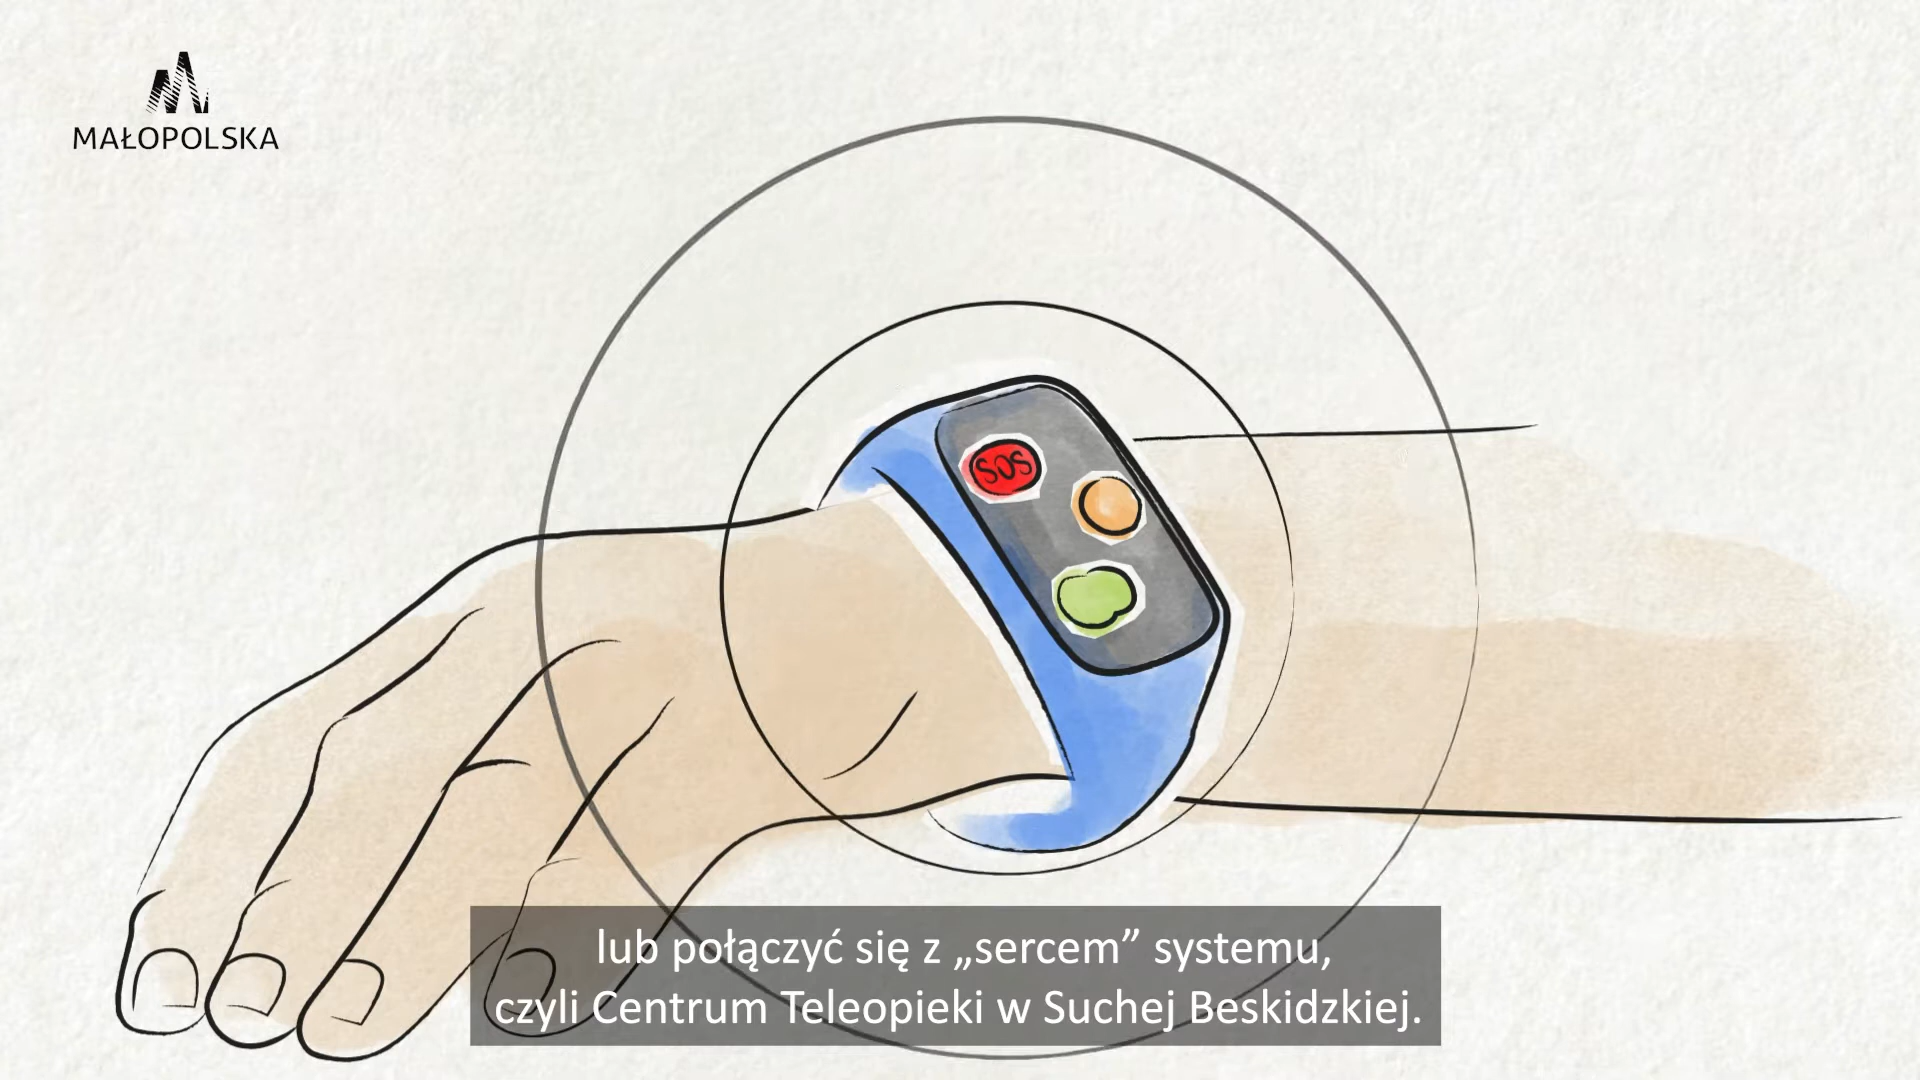 MAŁOPOLSKA
SOS
lub połączyć się z „sercem” systemu,
czyli Centrum Teleopieki w Suchej Beskidzkiej.